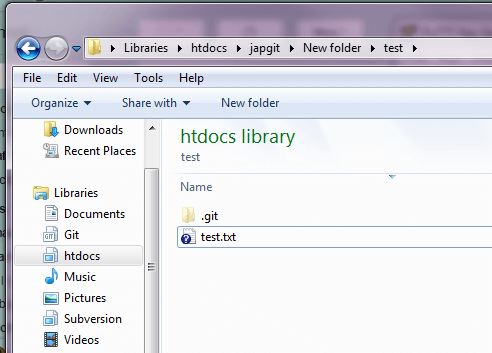 Libraries htdocs japgit New folder test
File Edit View Tools Help
Organize Share with New folder
Downloads
Recent Places
Libraries
Documents
Git
htdocs
Music
Pictures
Subversion
Videos
htdocs library
test
Name
.git
test.txt